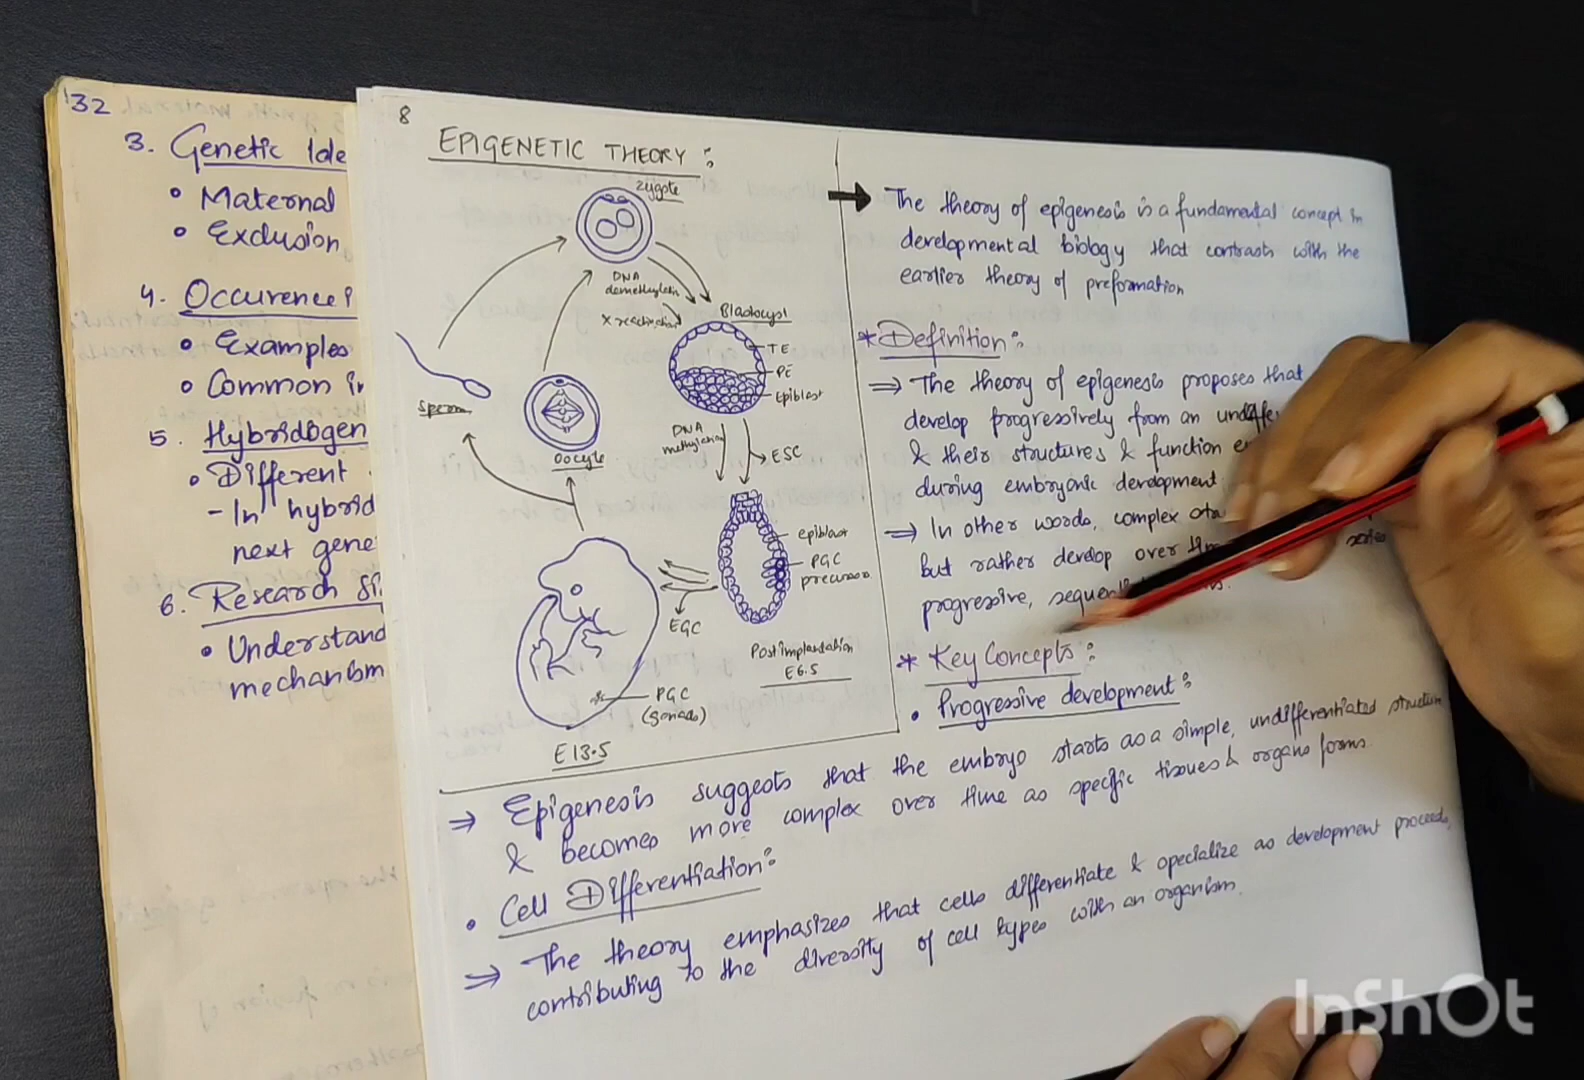 32
3. Genetic Ide
• Maternal
• Exclusion
4. Occurence:
• Examples
• Common in
5. Hybridogen
• Different
- In hybrid
next gene
6. Research Si
• Understand
mechanism
8
EPIGENETIC THEORY:
zygote
DNA
demethylation
X reactivation
Blastocyst
TE
PE
Epiblast
Sperm
Oocyte
DNA
methylation
ESC
epiblast
PGC
precursors
EGC
Postimplantation
E6.5
PGC
(gonads)
E13.5
The theory of epigenesis is a fundamental concept in
developmental biology that contrasts with the
earlier theory of preformation
* Definition:
⇒ The theory of epigenesis proposes that
develop progressively from an undiffe
& their structures & function e
during embryonic development
⇒ In other words, complex
but rather develop over series
progressive,
* Key Concepts:
• Progressive development:
⇒ Epigenesis suggests that the embryo starts as a simple, undifferentiated structure
& becomes more complex over time as specific tissues & organs forms.
• Cell Differentiation:
⇒ The theory emphasizes that cells differentiate & specialize as development proceeds,
contributing to the diversity of cell types with an organism.
InShOt